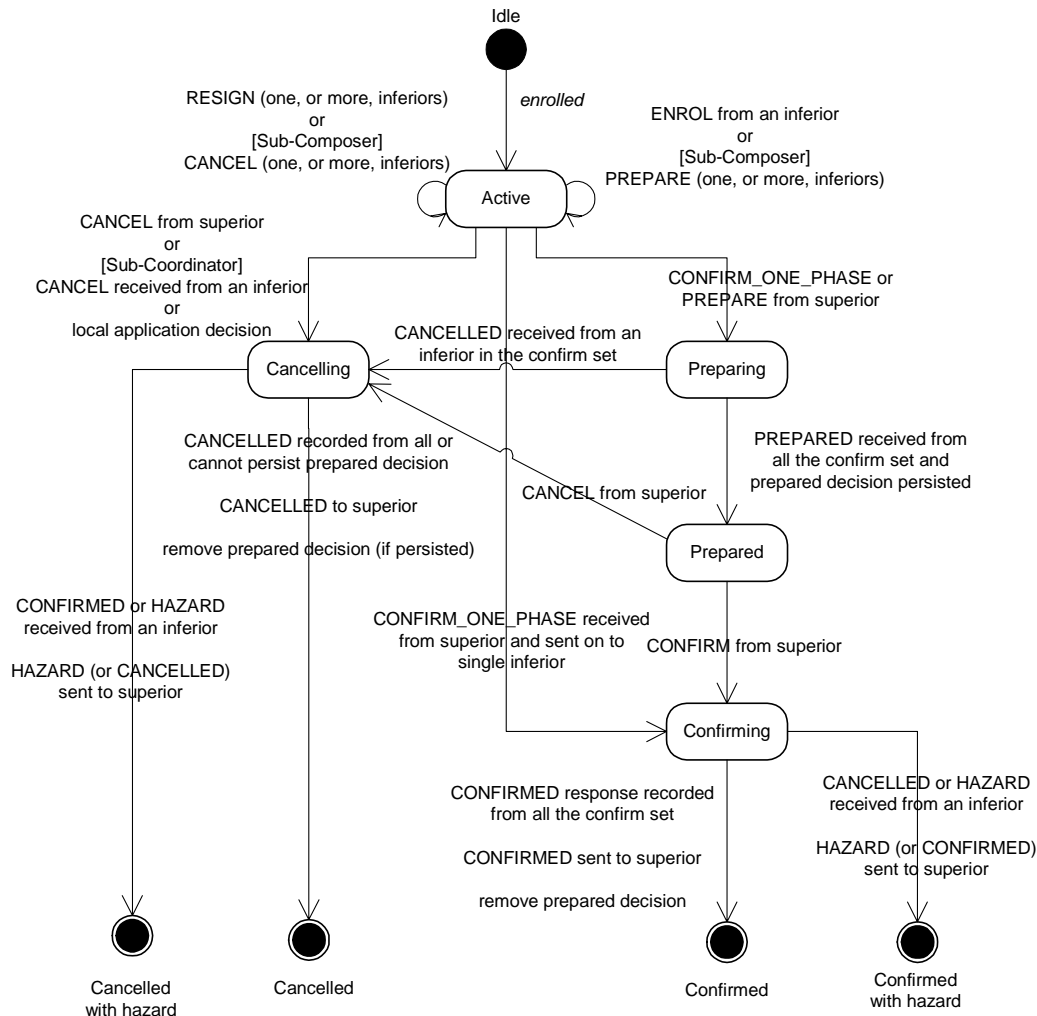 Idle
enrolled
RESIGN (one, or more, inferiors)
or
[Sub-Composer]
CANCEL (one, or more, inferiors)
ENROL from an inferior
or
[Sub-Composer]
PREPARE (one, or more, inferiors)
Active
CANCEL from superior
or
[Sub-Coordinator]
CANCEL received from an inferior
or
local application decision
CONFIRM_ONE_PHASE or
PREPARE from superior
CANCELLED received from an
inferior in the confirm set
Cancelling
Preparing
CANCELLED recorded from all or
cannot persist prepared decision
CANCELLED to superior
remove prepared decision (if persisted)
PREPARED received from
all the confirm set and
prepared decision persisted
CANCEL from superior
Prepared
CONFIRMED or HAZARD
received from an inferior
HAZARD (or CANCELLED)
sent to superior
CONFIRM_ONE_PHASE received
from superior and sent on to
single inferior
CONFIRM from superior
Confirming
CONFIRMED response recorded
from all the confirm set
CONFIRMED sent to superior
remove prepared decision
CANCELLED or HAZARD
received from an inferior
HAZARD (or CONFIRMED)
sent to superior
Cancelled
with hazard
Cancelled
Confirmed
Confirmed
with hazard